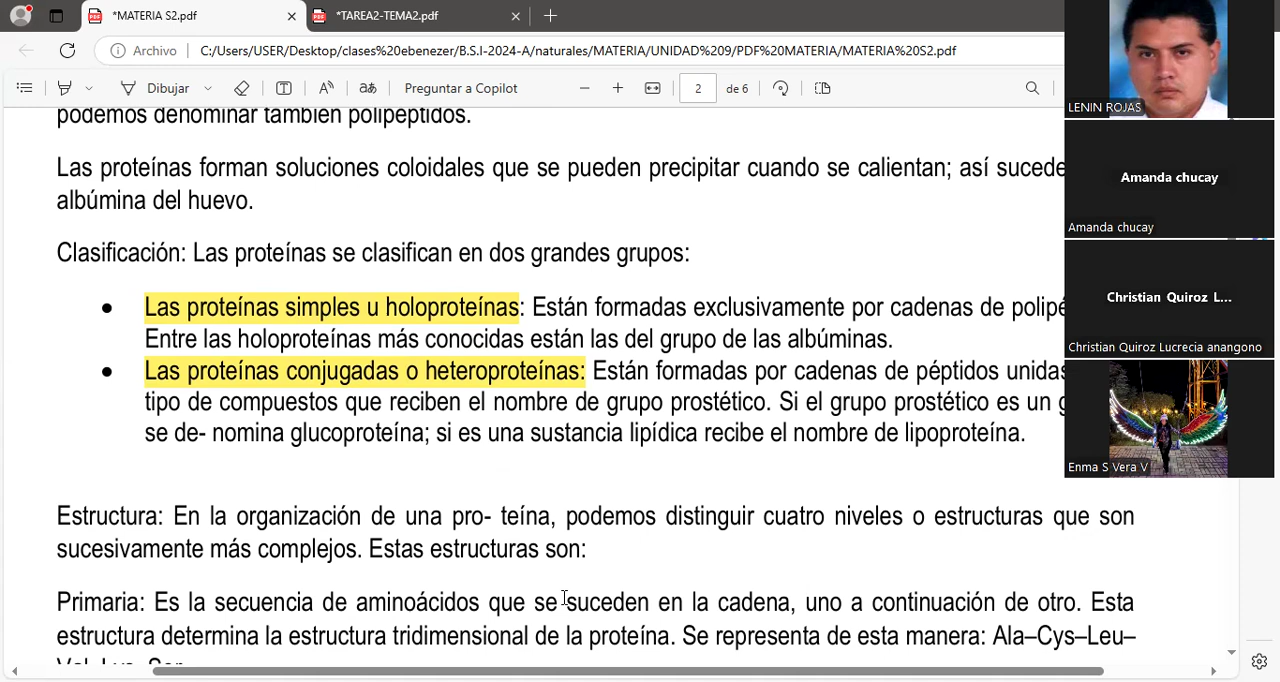 *MATERIA S2.pdf
*TAREA2-TEMA2.pdf
Archivo
C:/Users/USER/Desktop/clases%20ebenezer/B.S.I-2024-A/naturales/MATERIA/UNIDAD%209/PDF%20MATERIA/MATERIA%20S2.pdf
Dibujar
Preguntar a Copilot
2 de 6
podemos denominar también polipéptidos.
Las proteínas forman soluciones coloidales que se pueden precipitar cuando se calientan; así sucede
albúmina del huevo.
Clasificación: Las proteínas se clasifican en dos grandes grupos:
• Las proteínas simples u holoproteínas: Están formadas exclusivamente por cadenas de
Entre las holoproteínas más conocidas están las del grupo de las albúminas.
• Las proteínas conjugadas o heteroproteínas: Están formadas por cadenas de péptidos
tipo de compuestos que reciben el nombre de grupo prostético. Si el grupo prostético es un
se de- nomina glucoproteína; si es una sustancia lipídica recibe el nombre de lipoproteína.
Estructura: En la organización de una pro- teína, podemos distinguir cuatro niveles o estructuras que son
sucesivamente más complejos. Estas estructuras son:
Primaria: Es la secuencia de aminoácidos que se suceden en la cadena, uno a continuación de otro. Esta
estructura determina la estructura tridimensional de la proteína. Se representa de esta manera: Ala–Cys–Leu–
LENIN ROJAS
Amanda chucay
Amanda chucay
Christian Quiroz L...
Christian Quiroz Lucrecia anangono
Enma S Vera V